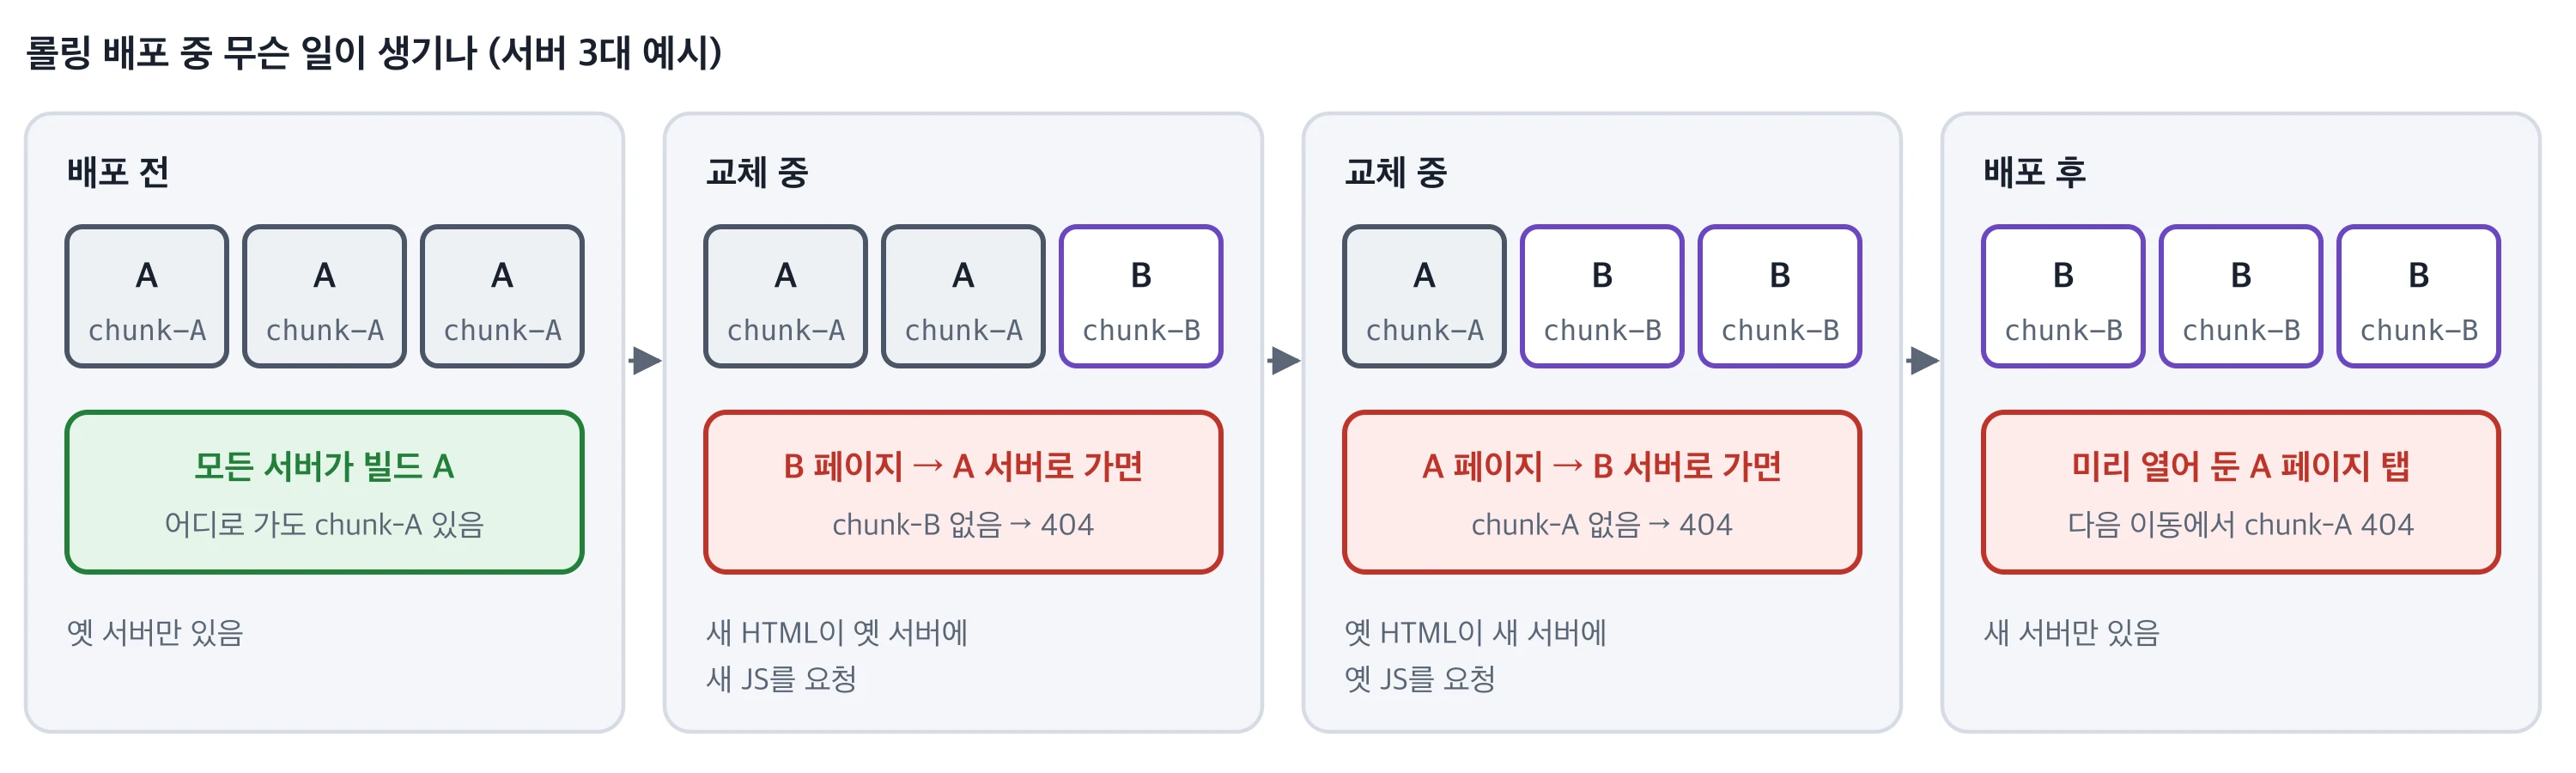 롤링 배포 중 무슨 일이 생기나 (서버 3대 예시)
배포 전
A
chunk-A
A
chunk-A
A
chunk-A
모든 서버가 빌드 A
어디로 가도 chunk-A 있음
옛 서버만 있음
교체 중
A
chunk-A
A
chunk-A
B
chunk-B
B 페이지 → A 서버로 가면
chunk-B 없음 → 404
새 HTML이 옛 서버에
새 JS를 요청
교체 중
A
chunk-A
B
chunk-B
B
chunk-B
A 페이지 → B 서버로 가면
chunk-A 없음 → 404
옛 HTML이 새 서버에
옛 JS를 요청
배포 후
B
chunk-B
B
chunk-B
B
chunk-B
미리 열어 둔 A 페이지 탭
다음 이동에서 chunk-A 404
새 서버만 있음